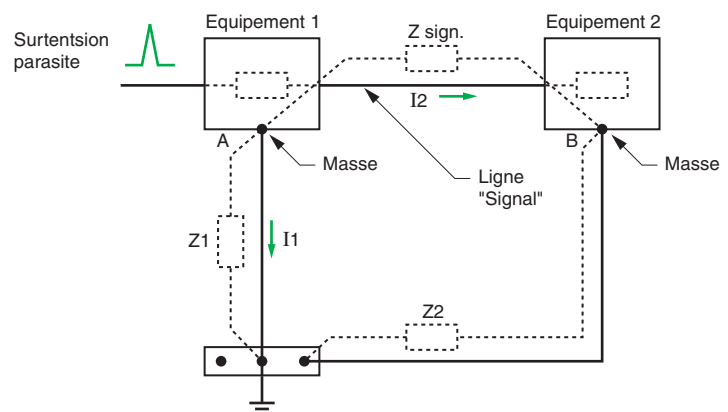 Equipement 1
Equipement 2
Surtentsion
parasite
Z sign.
I2
A
B
Masse
Masse
Ligne
"Signal"
Z1
I1
Z2